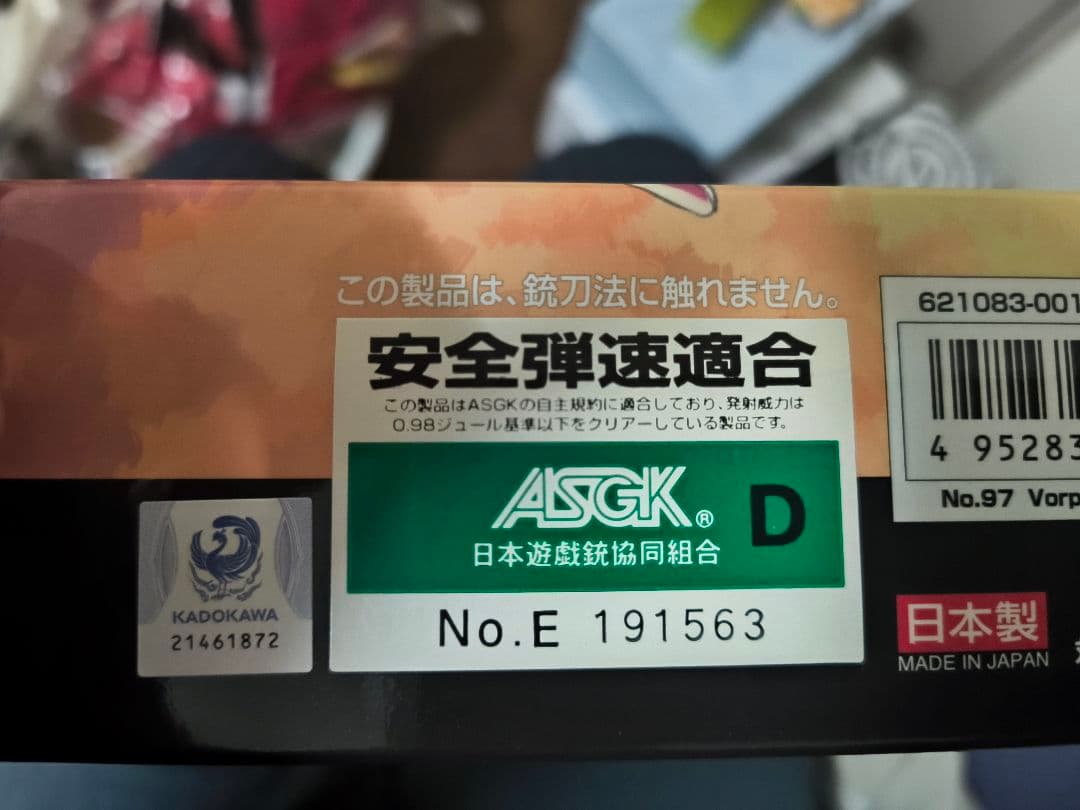 この製品は、銃刀法に触れません。
安全弾速適合
この製品はASGKの自主規約に適合しており、発射威力は
0.98ジュール基準以下をクリアーしている製品です。
ASGK® D
日本遊戯銃協同組合
No.E 191563
KADOKAWA
21461872
621083-001
4 95283
No.97 Vorp
日本製
MADE IN JAPAN